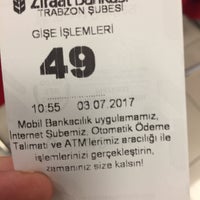 Ziraat Bankası
TRABZON ŞUBESİ
GİŞE İŞLEMLERİ
49
10:55 03.07.2017
Mobil Bankacılık uygulamamız,
İnternet Şubemiz, Otomatik Ödeme
Talimatı ve ATM'lerimiz aracılığı ile
işlemlerinizi gerçekleştirin,
zamanınız size kalsın!